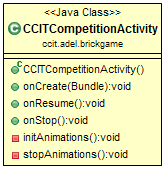 <<Java Class>>
CCITCompetitionActivity
ccit.adel.brickgame
CCITCompetitionActivity()
onCreate(Bundle):void
onResume():void
onStop():void
initAnimations():void
stopAnimations():void